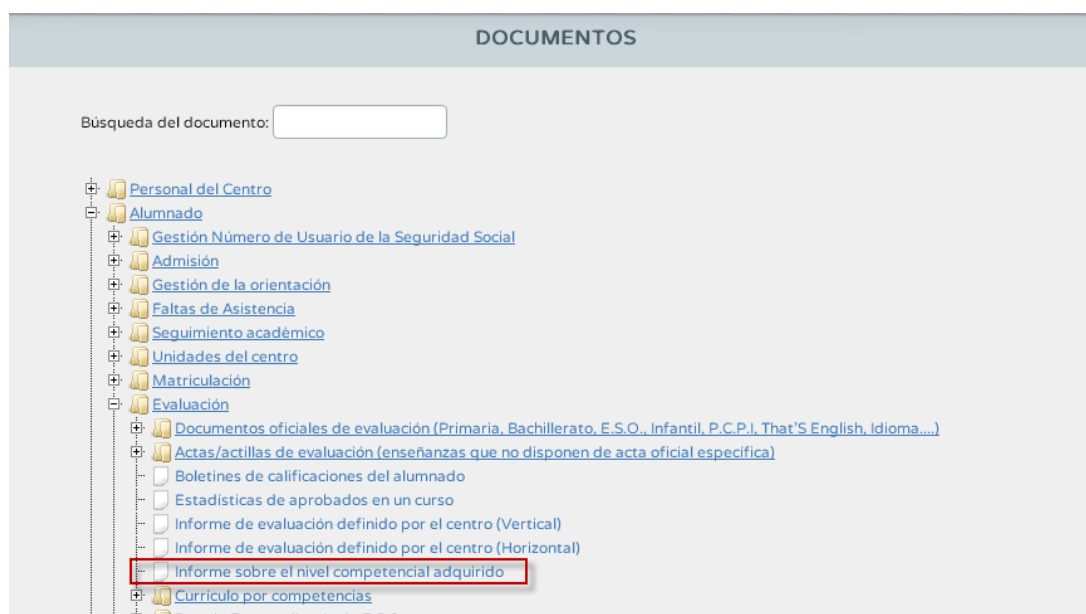 DOCUMENTOS
Búsqueda del documento:
Personal del Centro
Alumnado
Gestión Número de Usuario de la Seguridad Social
Admisión
Gestión de la orientación
Faltas de Asistencia
Seguimiento académico
Unidades del centro
Matriculación
Evaluación
Documentos oficiales de evaluación (Primaria, Bachillerato, E.S.O., Infantil, P.C.P.I, That'S English, Idioma....)
Actas/actillas de evaluación (enseñanzas que no disponen de acta oficial específica)
Boletines de calificaciones del alumnado
Estadísticas de aprobados en un curso
Informe de evaluación definido por el centro (Vertical)
Informe de evaluación definido por el centro (Horizontal)
Informe sobre el nivel competencial adquirido
Currículo por competencias